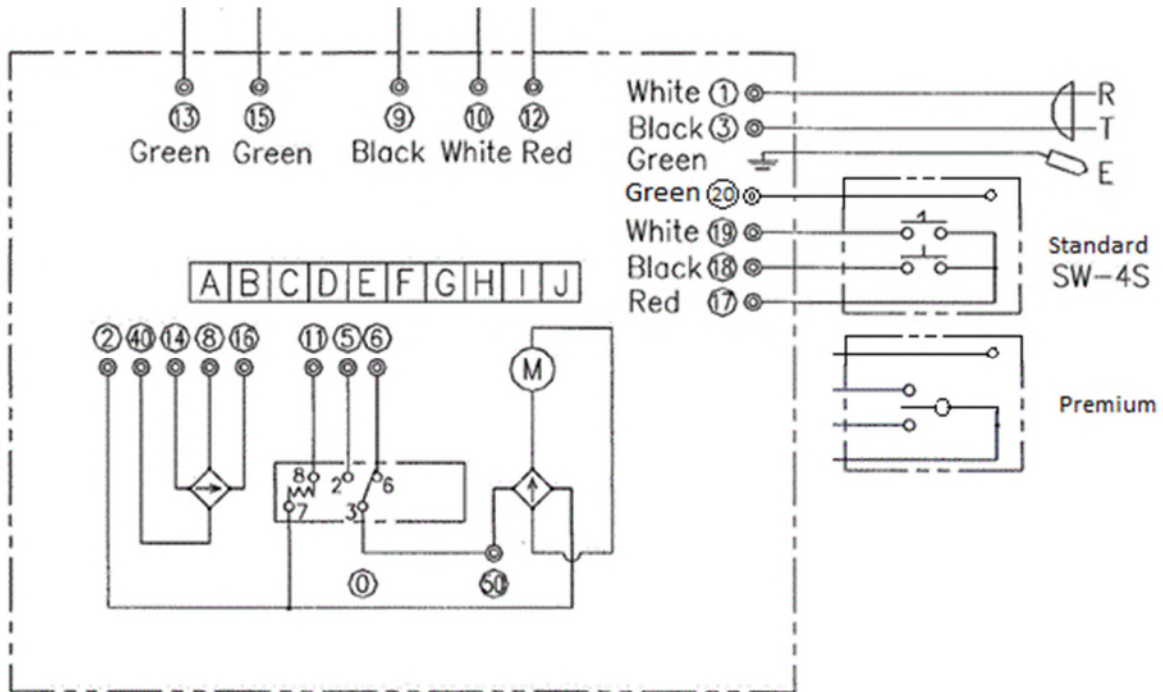 13 15 9 10 12
Green Green Black White Red
White 1
R
Black 3
T
Green
E
Green 20
White 19
Black 18
Red 17
Standard
SW-4S
A B C D E F G H I J
2 40 14 8 16 11 5 6
M
Premium
8 2 6
7 3
0 50